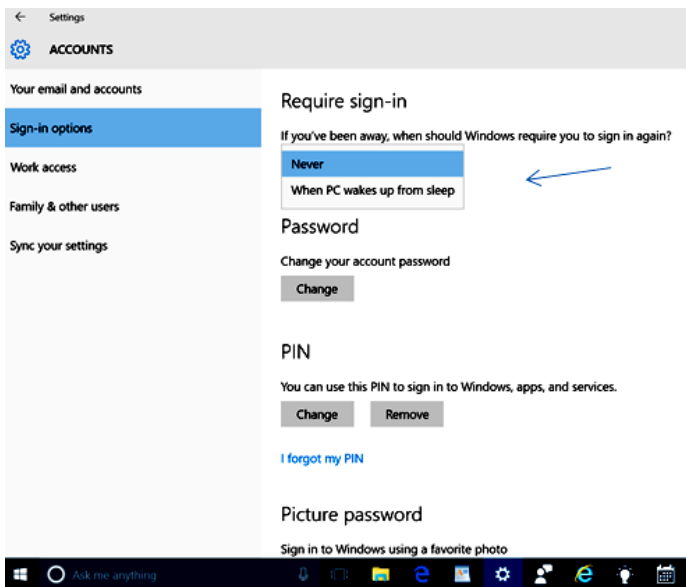 Settings
ACCOUNTS
Your email and accounts
Sign-in options
Work access
Family & other users
Sync your settings
Require sign-in
If you've been away, when should Windows require you to sign in again?
Never
When PC wakes up from sleep
Password
Change your account password
Change
PIN
You can use this PIN to sign in to Windows, apps, and services.
Change Remove
I forgot my PIN
Picture password
Sign in to Windows using a favorite photo
Ask me anything